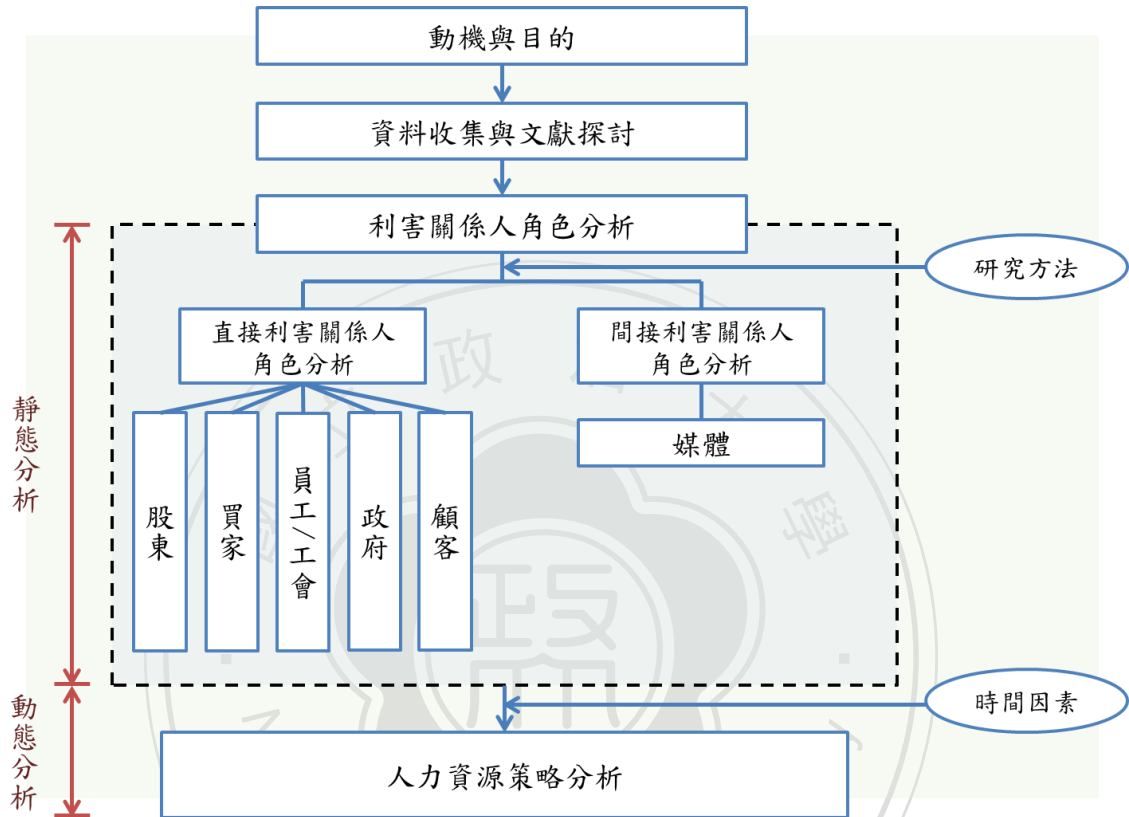 動機與目的
資料收集與文獻探討
利害關係人角色分析
研究方法
直接利害關係人
角色分析
間接利害關係人
角色分析
媒體
股東
買家
員工/工會
政府
顧客
靜態分析
時間因素
動態分析
人力資源策略分析
政
學
政